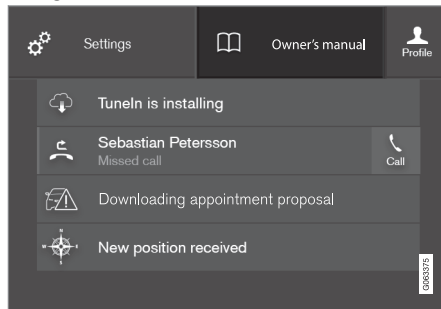 Settings
Owner's manual
Profile
TuneIn is installing
Sebastian Petersson
Missed call
Call
Downloading appointment proposal
N
W
E
S
New position received
G063375